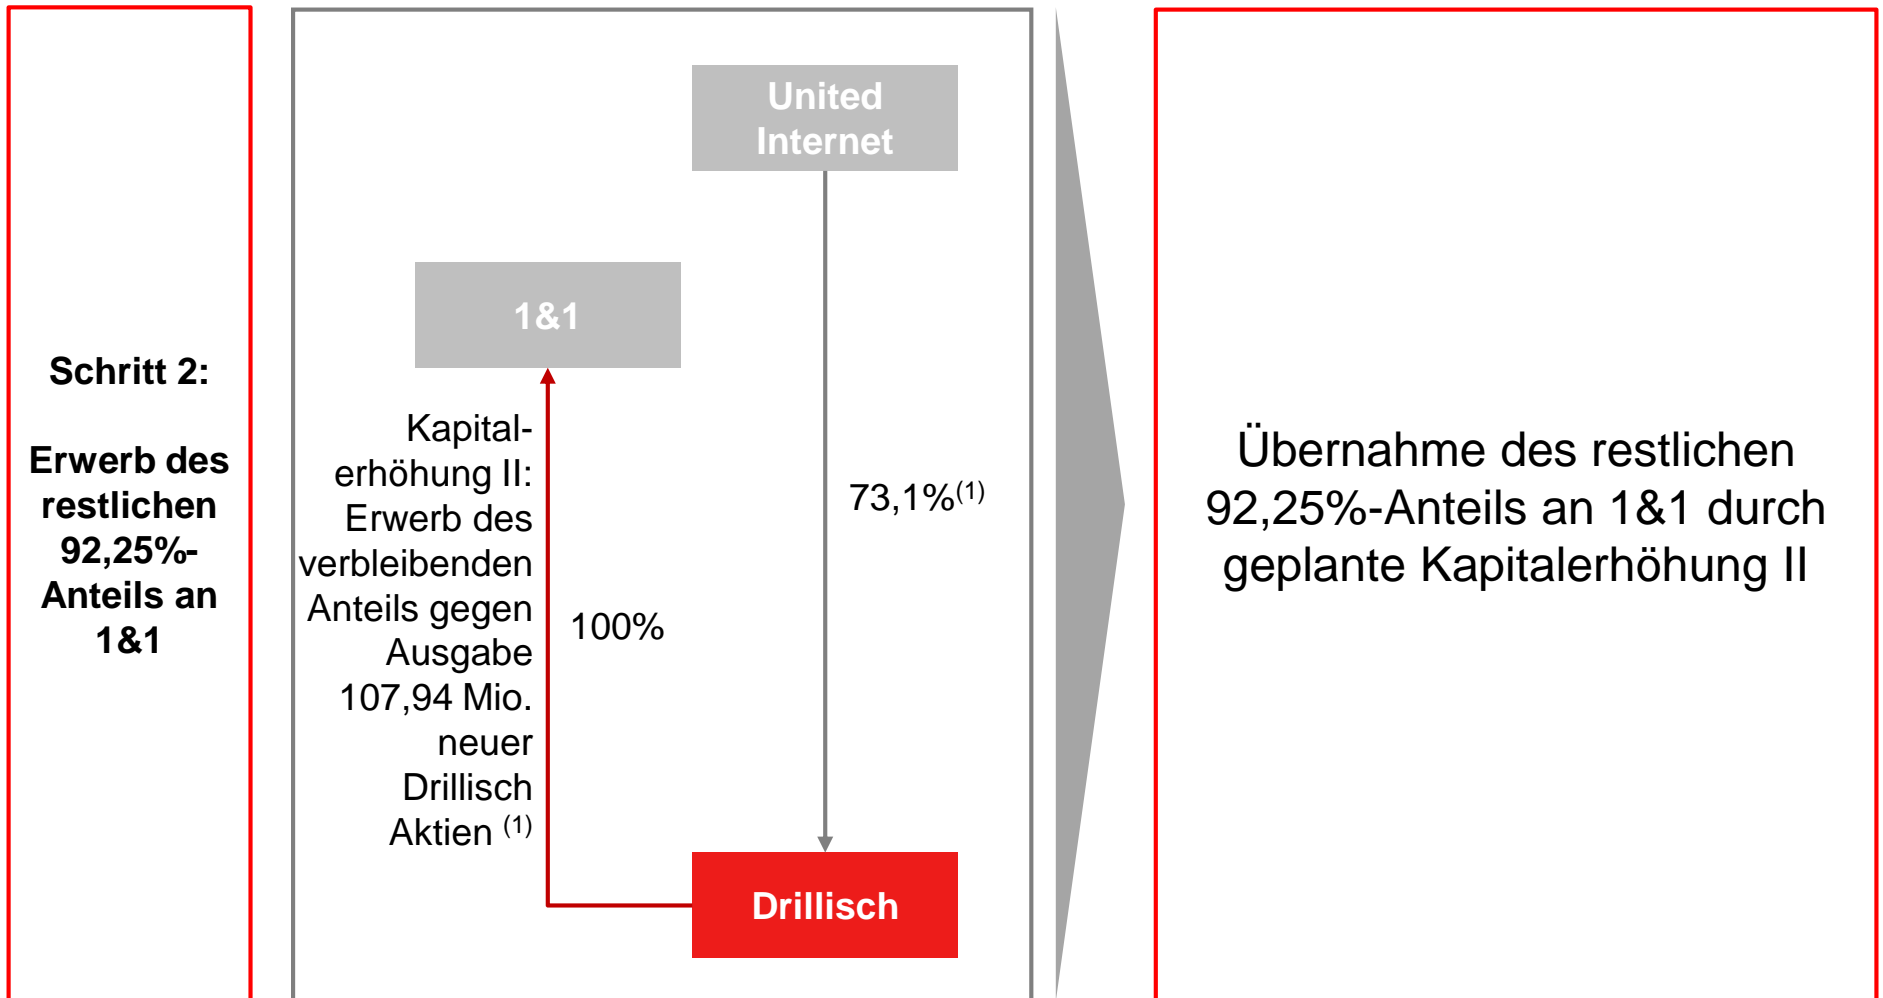 Schritt 2:
Erwerb des
restlichen
92,25%-
Anteils an
1&1
United
Internet
1&1
Kapital-
erhöhung II:
Erwerb des
verbleibenden
Anteils gegen
Ausgabe
107,94 Mio.
neuer
Drillisch
Aktien (1)
100%
73,1%(1)
Drillisch
Übernahme des restlichen
92,25%-Anteils an 1&1 durch
geplante Kapitalerhöhung II